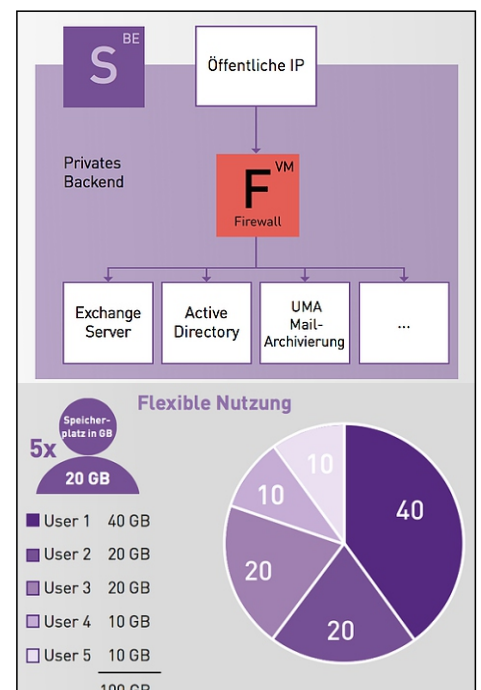 S BE
Öffentliche IP
Privates
Backend
F VM
Firewall
Exchange
Server
Active
Directory
UMA
Mail-
Archivierung
...
Flexible Nutzung
Speicher-
platz in GB
5x
20 GB
User 1 40 GB
User 2 20 GB
User 3 20 GB
User 4 10 GB
User 5 10 GB
100 GB
10
40
10
20
20